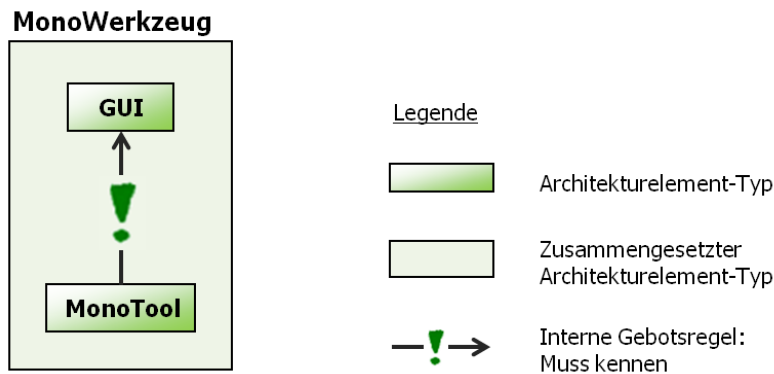 MonoWerkzeug
GUI
MonoTool
Legende
Architekturelement-Typ
Zusammengesetzter
Architekturelement-Typ
Interne Gebotsregel:
Muss kennen